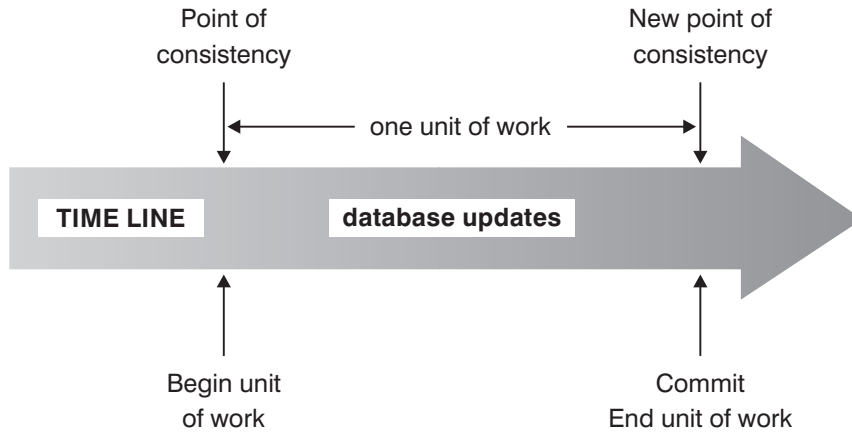 Point of
consistency
New point of
consistency
one unit of work
TIME LINE
database updates
Begin unit
of work
Commit
End unit of work